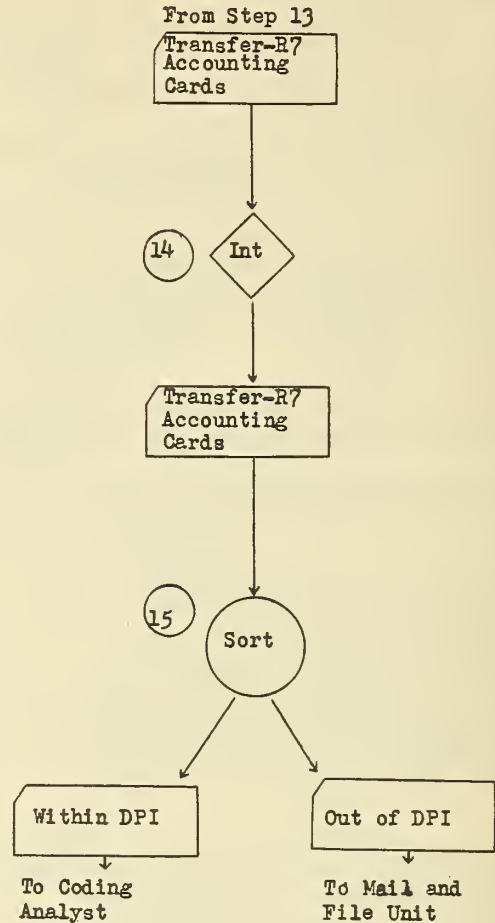 From Step 13
Transfer-R7
Accounting
Cards
14
Int
Transfer-R7
Accounting
Cards
15
Sort
Within DPI
Out of DPI
To Coding
Analyst
To Mail and
File Unit